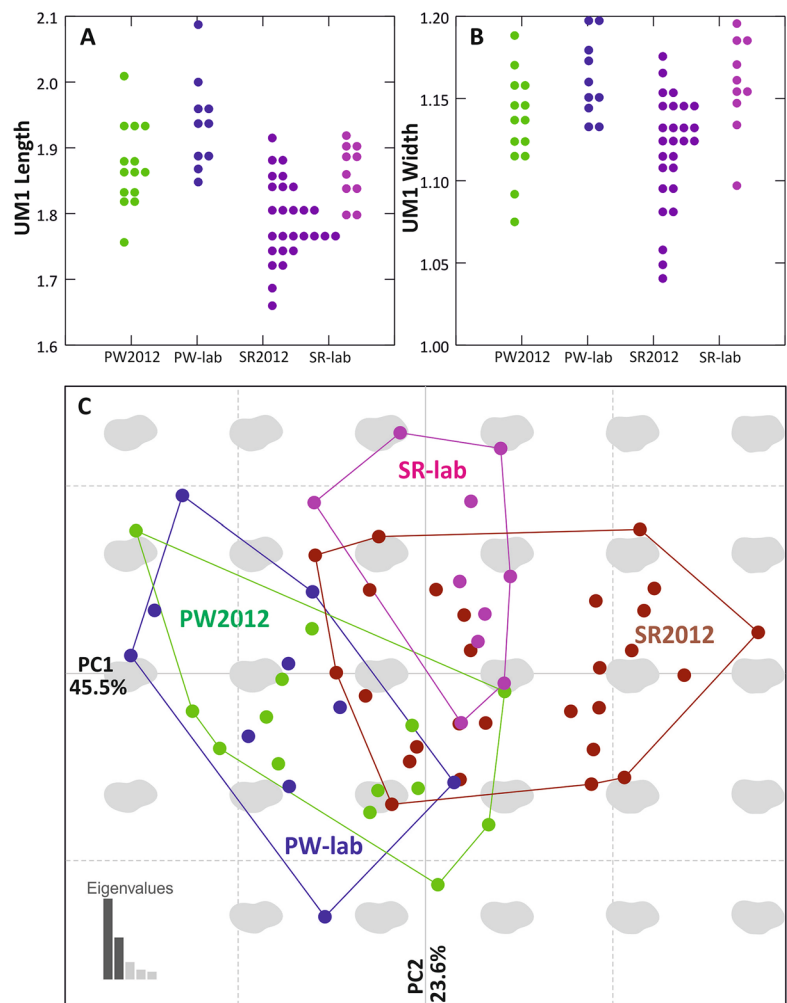 A
2.1
2.0
1.9
1.8
1.7
1.6
UM1 Length
PW2012 PW-lab SR2012 SR-lab
B
1.20
1.15
1.10
1.05
1.00
UM1 Width
PW2012 PW-lab SR2012 SR-lab
C
SR-lab
PW2012
SR2012
PC1
45.5%
PW-lab
Eigenvalues
PC2
23.6%